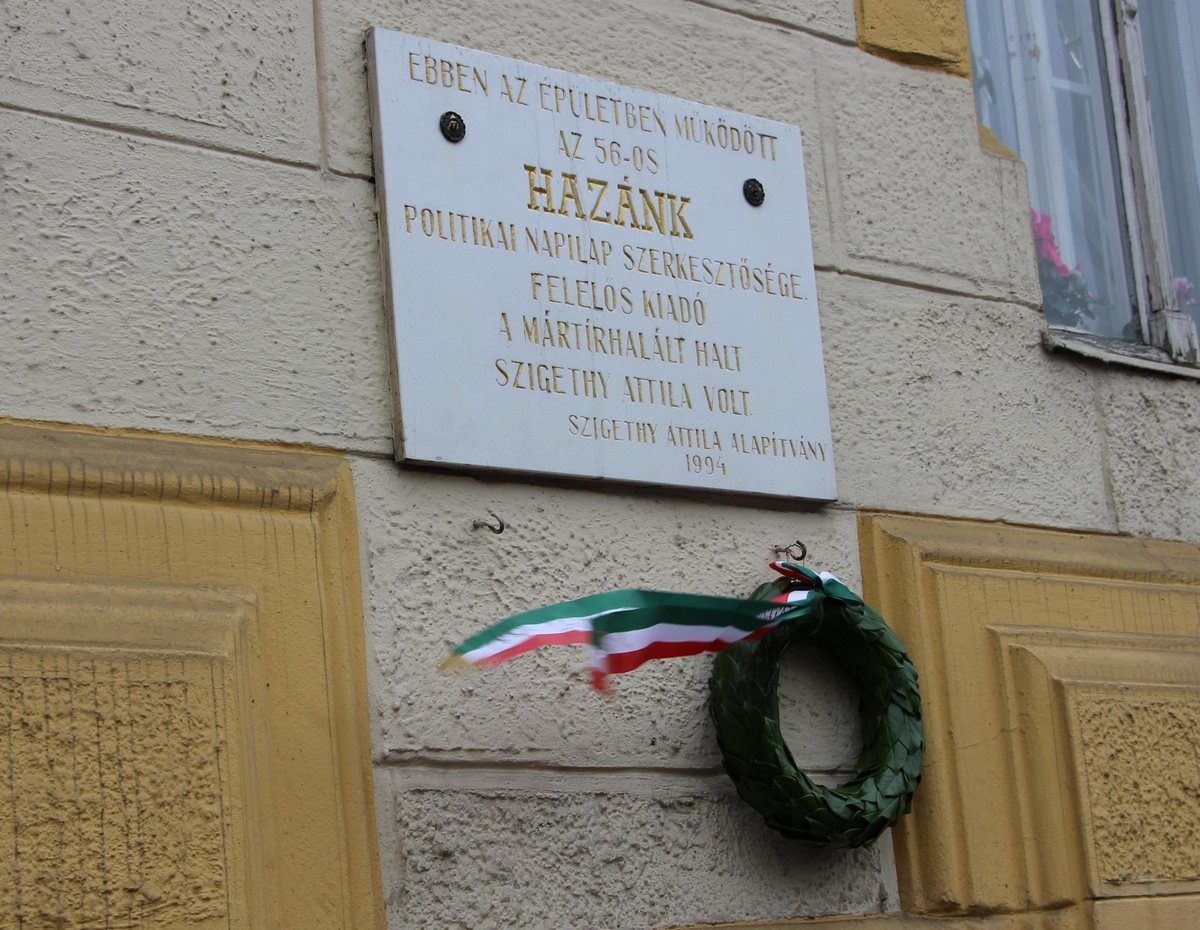 EBBEN AZ ÉPÜLETBEN MŰKÖDÖTT
AZ 56-OS
HAZÁNK
POLITIKAI NAPILAP SZERKESZTŐSÉGE.
FELELŐS KIADÓ
A MÁRTÍRHALÁLT HALT
SZIGETHY ATTILA VOLT.
SZIGETHY ATTILA ALAPÍTVÁNY
1994